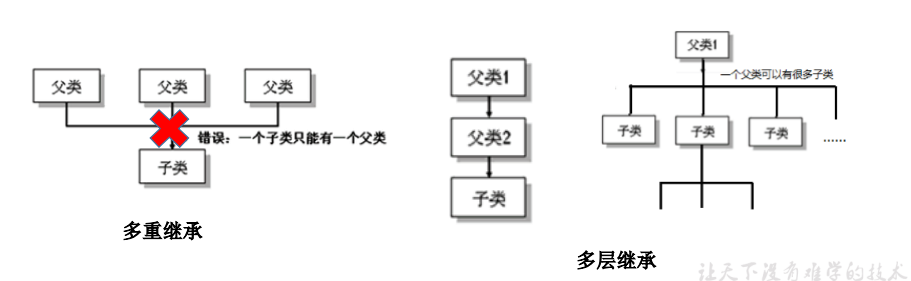 父类 父类 父类
错误：一个子类只能有一个父类
子类
多重继承
父类1
父类2
子类
父类1
一个父类可以有很多子类
子类 子类 子类 ......
多层继承
让天下没有难学的技术